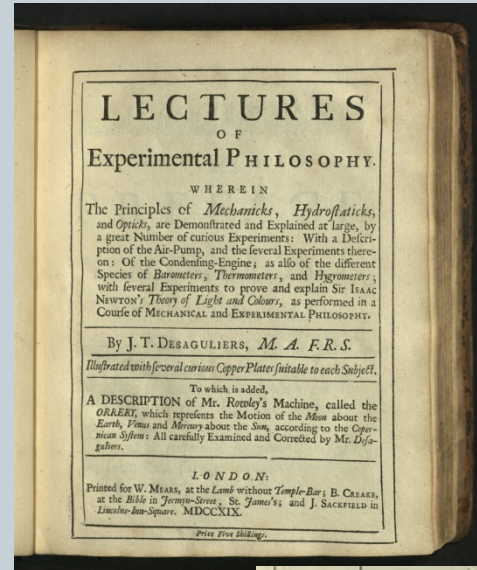 LECTURES
OF
Experimental PHILOSOPHY.
WHEREIN
The Principles of Mechanicks, Hydroſtaticks,
and Opticks, are Demonſtrated and Explained at large, by
a great Number of curious Experiments: With a Deſcri-
ption of the Air-Pump, and the ſeveral Experiments there-
on: Of the Condenſing-Engine; as alſo of the different
Species of Barometers, Thermometers, and Hygrometers;
with ſeveral Experiments to prove and explain Sir ISAAC
NEWTON's Theory of Light and Colours, as performed in a
Courſe of MECHANICAL and EXPERIMENTAL PHILOSOPHY.
By J. T. DESAGULIERS, M. A. F. R. S.
Illuſtrated with ſeveral curious Copper Plates ſuitable to each Subject.
To which is added,
A DESCRIPTION of Mr. Rowley's Machine, called the
ORRERY, which repreſents the Motion of the Moon about the
Earth, Venus and Mercury about the Sun, according to the Coper-
nican Syſtem: All carefully Examined and Corrected by Mr. Deſa-
guliers.
LONDON:
Printed for W. MEARS, at the Lamb without Temple-Bar; B. CREAKE,
at the Bible in Jermyn-Street, St. James's; and J. SACKFIELD in
Lincolns-Inn-Square. MDCCXIX.
Price Five Shillings.